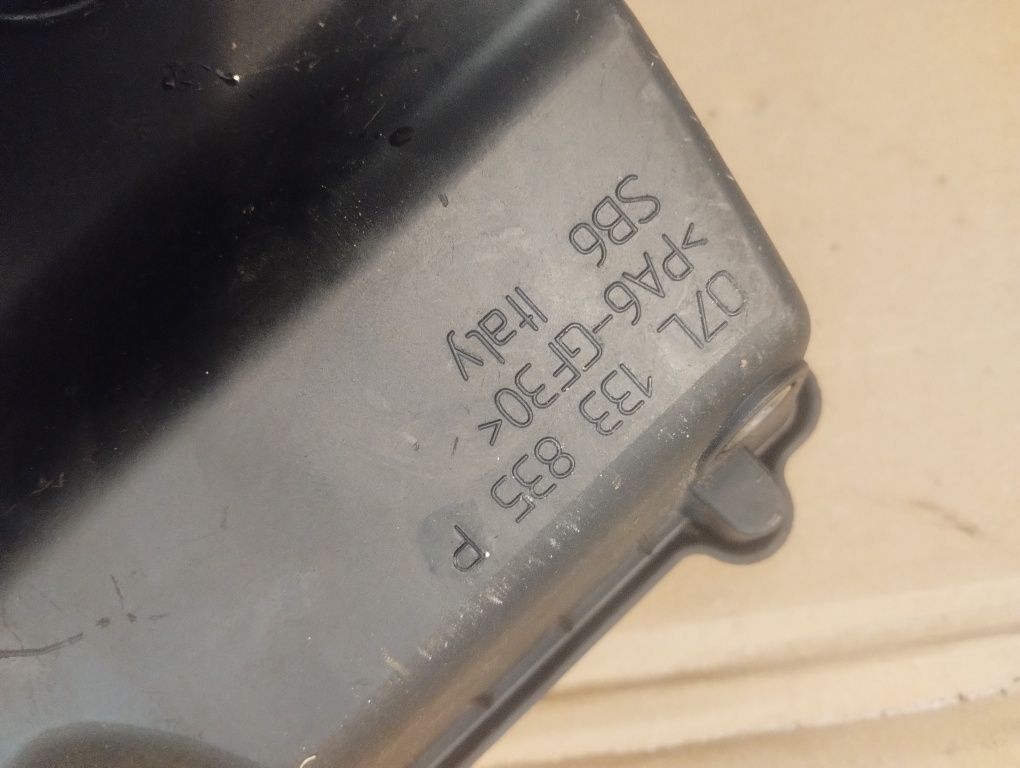 07L 133 835 P
>PA6-GF30<
SB6 Italy